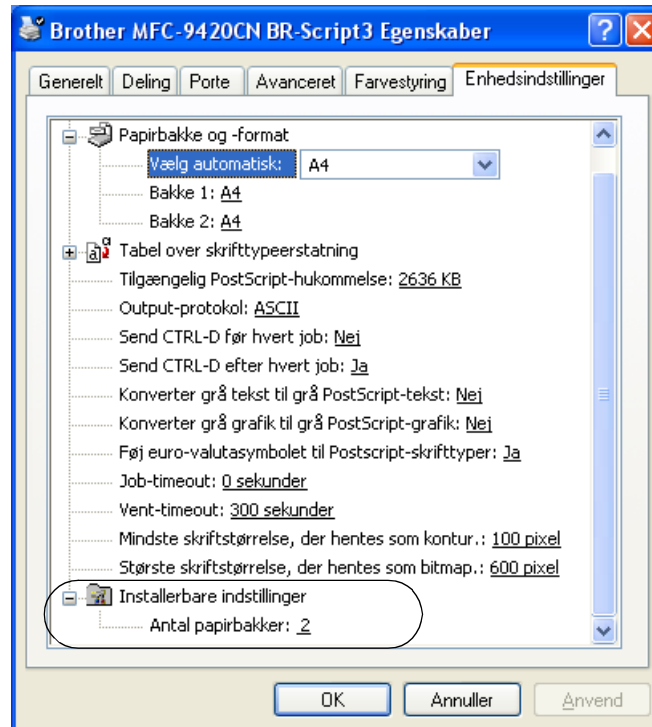 Brother MFC-9420CN BR-Script3 Egenskaber
Generelt Deling Porte Avanceret Farvestyring Enhedsindstillinger
Papirbakke og -format
Vælg automatisk: A4
Bakke 1: A4
Bakke 2: A4
Tabel over skrifttypeerstatning
Tilgængelig PostScript-hukommelse: 2636 KB
Output-protokol: ASCII
Send CTRL-D før hvert job: Nej
Send CTRL-D efter hvert job: Ja
Konverter grå tekst til grå PostScript-tekst: Nej
Konverter grå grafik til grå PostScript-grafik: Nej
Føj euro-valutasymbolet til Postscript-skrifttyper: Ja
Job-timeout: 0 sekunder
Vent-timeout: 300 sekunder
Mindste skriftstørrelse, der hentes som kontur.: 100 pixel
Største skriftstørrelse, der hentes som bitmap.: 600 pixel
Installerbare indstillinger
Antal papirbakker: 2
OK Annuller Anvend